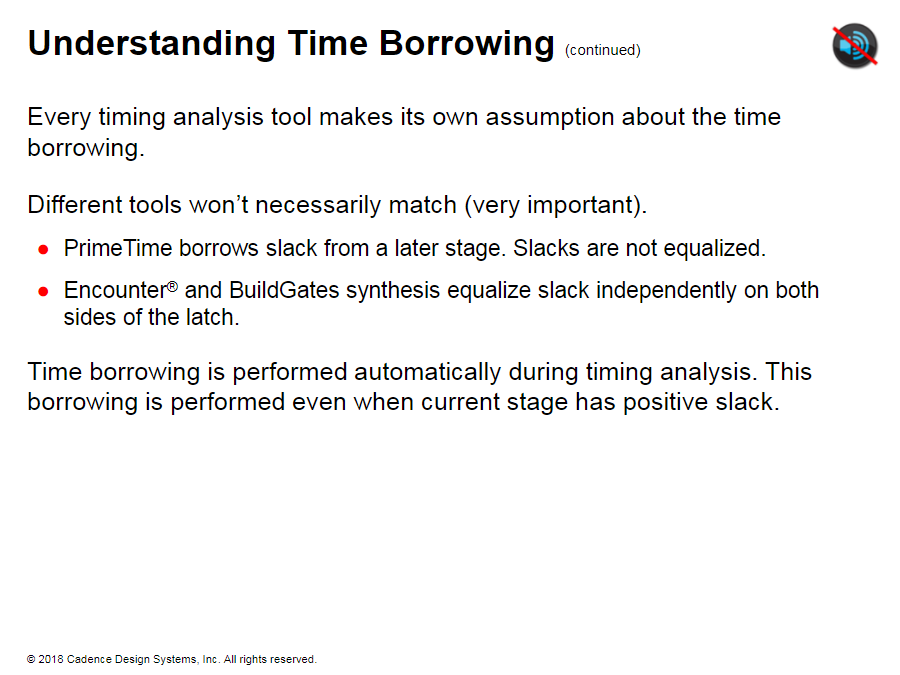 Understanding Time Borrowing (continued)
Every timing analysis tool makes its own assumption about the time
borrowing.
Different tools won’t necessarily match (very important).
● PrimeTime borrows slack from a later stage. Slacks are not equalized.
● Encounter® and BuildGates synthesis equalize slack independently on both
sides of the latch.
Time borrowing is performed automatically during timing analysis. This
borrowing is performed even when current stage has positive slack.
© 2018 Cadence Design Systems, Inc. All rights reserved.